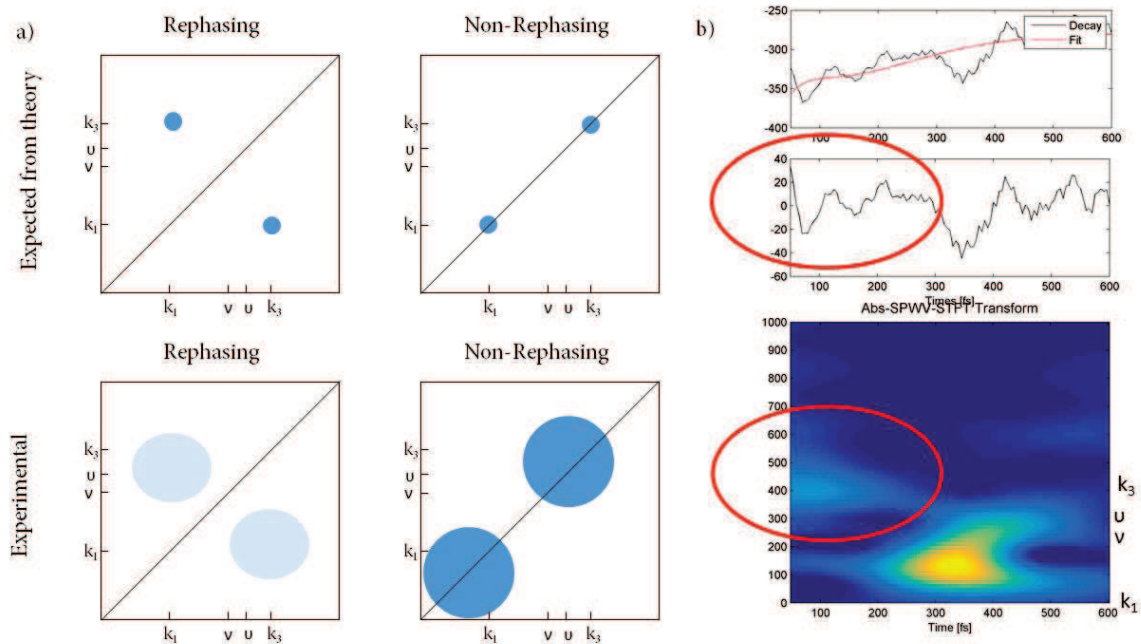 a)
Rephasing
Non-Rephasing
Expected from theory
k3
υ
ν
k1
k1 ν υ k3
k3
υ
ν
k1
k1 ν υ k3
Rephasing
Non-Rephasing
Experimental
k3
υ
ν
k1
k1 ν υ k3
k3
υ
ν
k1
k1 ν υ k3
b)
-250
-300
-350
-400
Decay
Fit
100 200 300 400 500 600
40
20
0
-20
-40
-60
100 200 300 400 500 600
Times [fs]
Abs-SPWV-STPT Transform
1000
900
800
700
600
500
400
300
200
100
0
100 200 300 400 500 600
Time [fs]
k3
υ
ν
k1